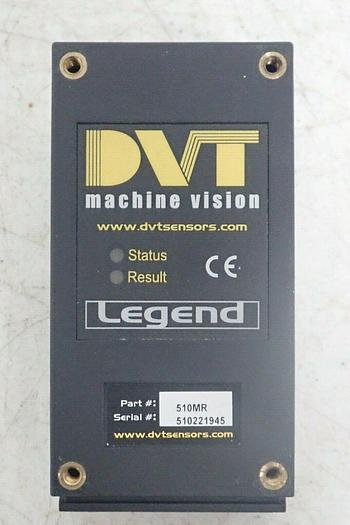 DVT
machine vision
www.dvtsensors.com
Status
Result
CE
Legend
Part #: 510MR
Serial #: 510221945
www.dvtsensors.com